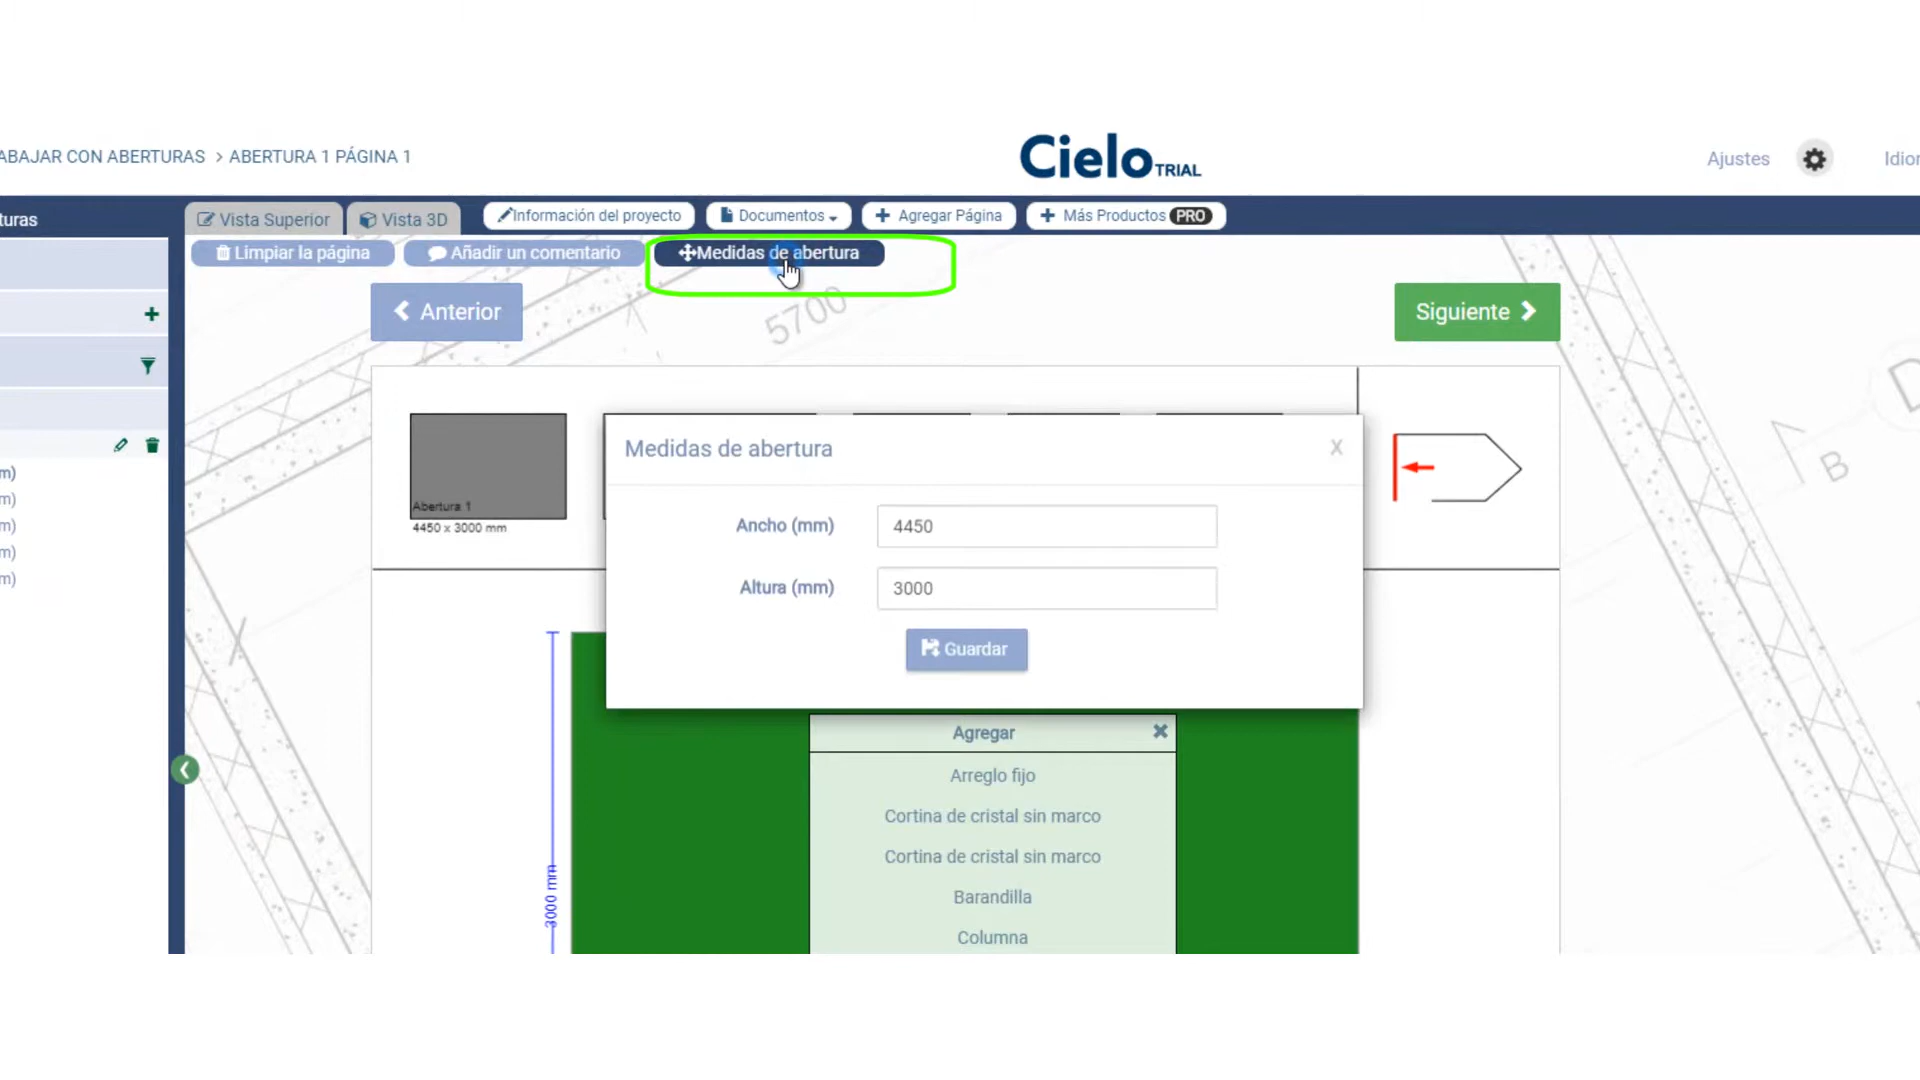 ABAJAR CON ABERTURAS > ABERTURA 1 PÁGINA 1
Cielo TRIAL
Ajustes
Idior
turas
Vista Superior
Vista 3D
Información del proyecto
Documentos
+ Agregar Página
+ Más Productos PRO
Limpiar la página
Añadir un comentario
Medidas de abertura
Anterior
5700
Siguiente
B
m)
m)
m)
m)
m)
Abertura 1
4450 x 3000 mm
Medidas de abertura
X
Ancho (mm)
4450
Altura (mm)
3000
Guardar
3000 mm
Agregar
Arreglo fijo
Cortina de cristal sin marco
Cortina de cristal sin marco
Barandilla
Columna